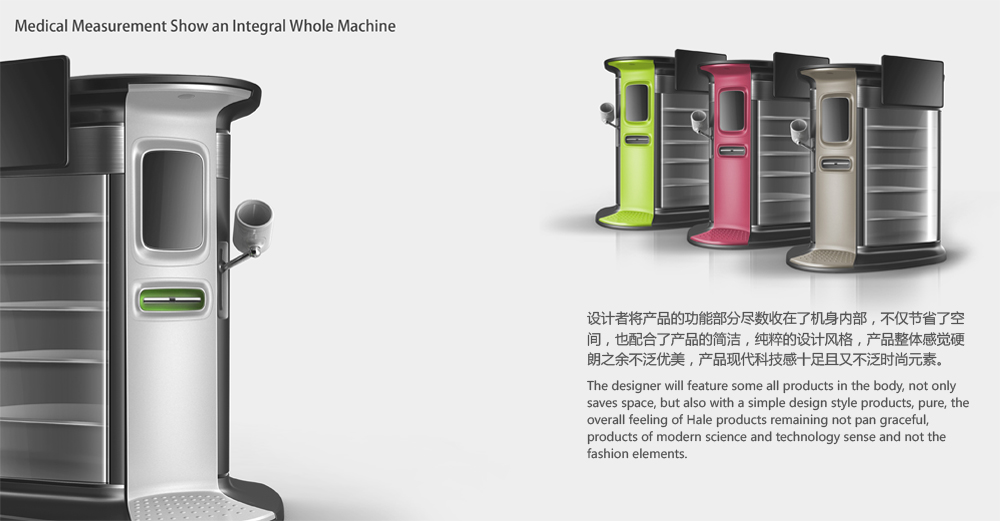 Medical Measurement Show an Integral Whole Machine
设计者将产品的功能部分尽数收在了机身内部，不仅节省了空
间，也配合了产品的简洁，纯粹的设计风格，产品整体感觉硬
朗之余不泛优美，产品现代科技感十足且又不泛时尚元素。
The designer will feature some all products in the body, not only
saves space, but also with a simple design style products, pure, the
overall feeling of Hale products remaining not pan graceful,
products of modern science and technology sense and not the
fashion elements.